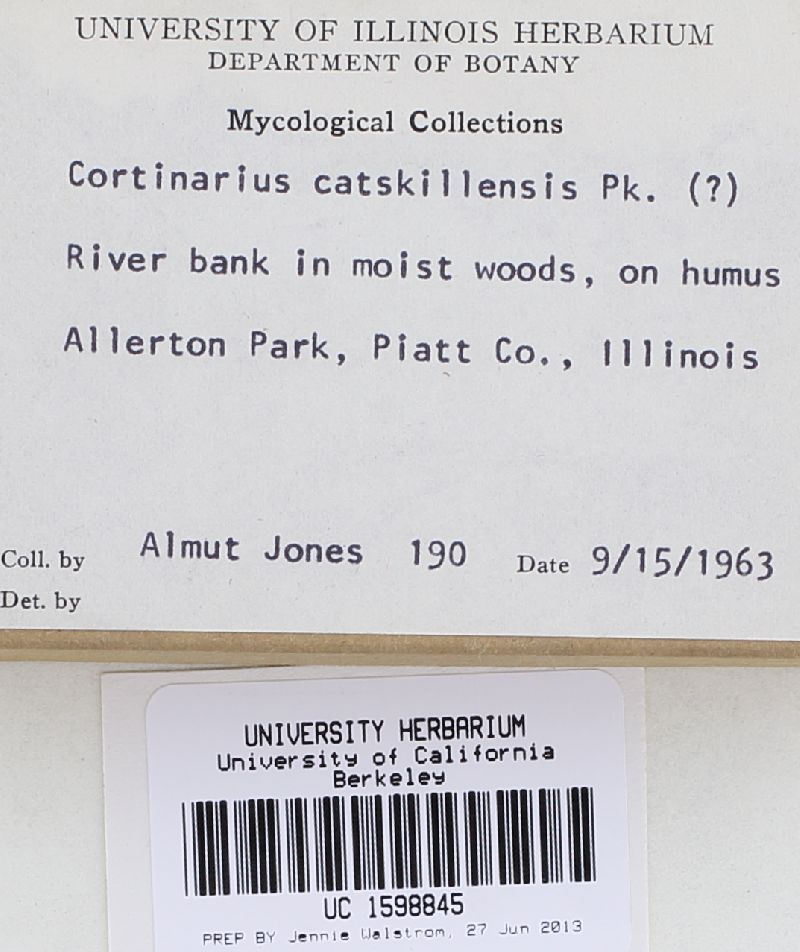 UNIVERSITY OF ILLINOIS HERBARIUM
DEPARTMENT OF BOTANY
Mycological Collections
Cortinarius catskillensis Pk. (?)
River bank in moist woods, on humus
Allerton Park, Piatt Co., Illinois
Coll. by Almut Jones 190 Date 9/15/1963
Det. by
UNIVERSITY HERBARIUM
University of California
Berkeley
UC 1598845
PREP BY Jennie Walstrom, 27 Jun 2013